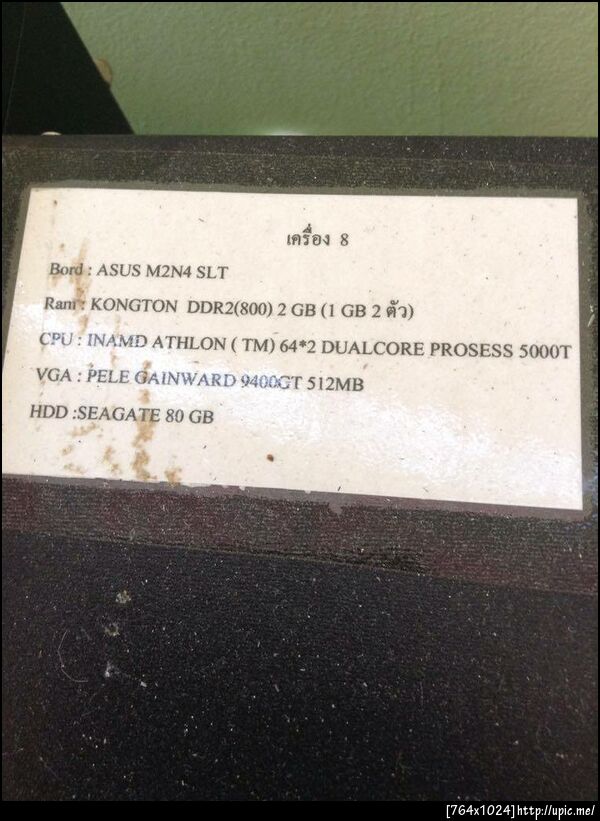 เครื่อง 8
Bord : ASUS M2N4 SLT
Ram : KONGTON DDR2(800) 2 GB (1 GB 2 ตัว)
CPU : INAMD ATHLON ( TM) 64*2 DUALCORE PROSESS 5000T
VGA : PELE GAINWARD 9400GT 512MB
HDD :SEAGATE 80 GB
[764x1024]http://upic.me/